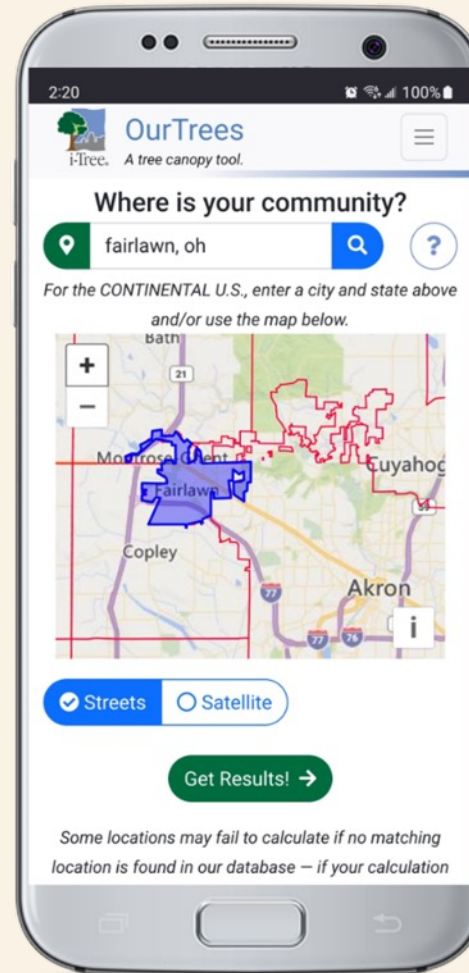 2:20
100%
i-Tree.
OurTrees
A tree canopy tool.
Where is your community?
fairlawn, oh
?
For the CONTINENTAL U.S., enter a city and state above
and/or use the map below.
+
−
Bath
21
Fairlawn
Cuyahog
Copley
77
Akron
77
76
i
Streets
Satellite
Get Results! →
Some locations may fail to calculate if no matching
location is found in our database — if your calculation